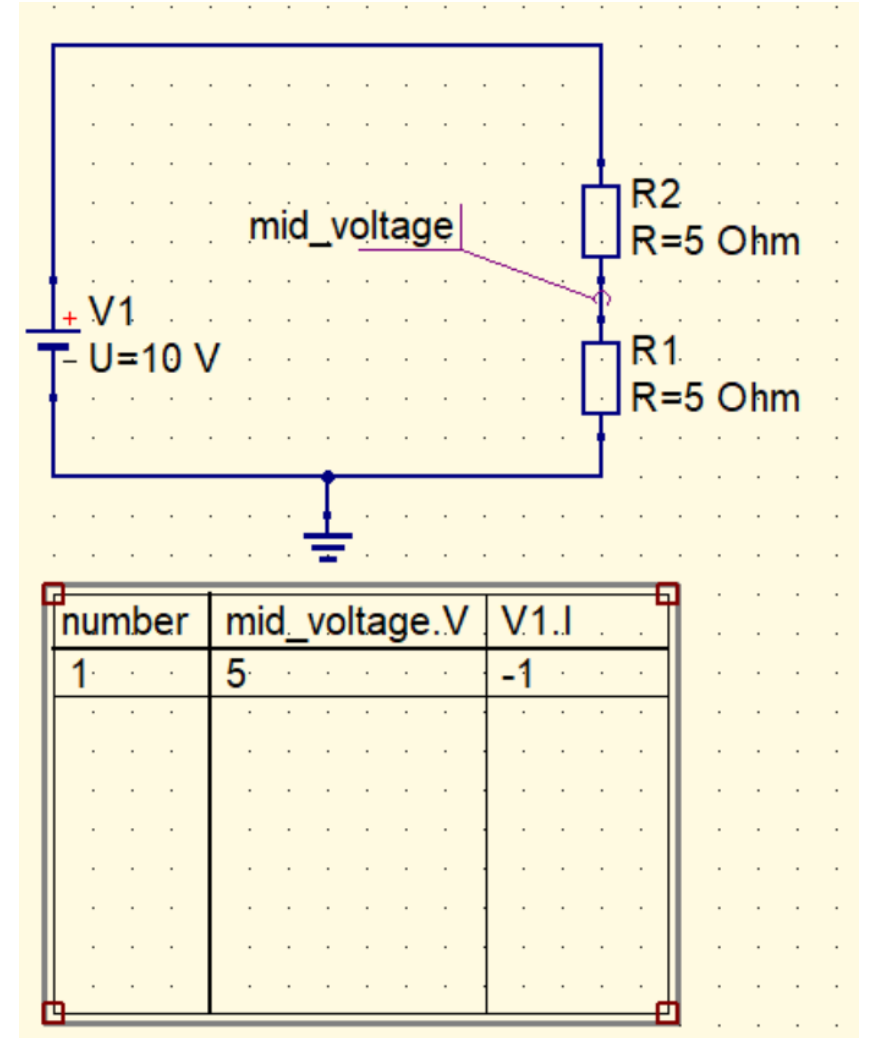 R2
mid_voltage
R=5 Ohm
+ V1
- U=10 V
R1
R=5 Ohm
number mid_voltage.V V1.I
1 5 -1